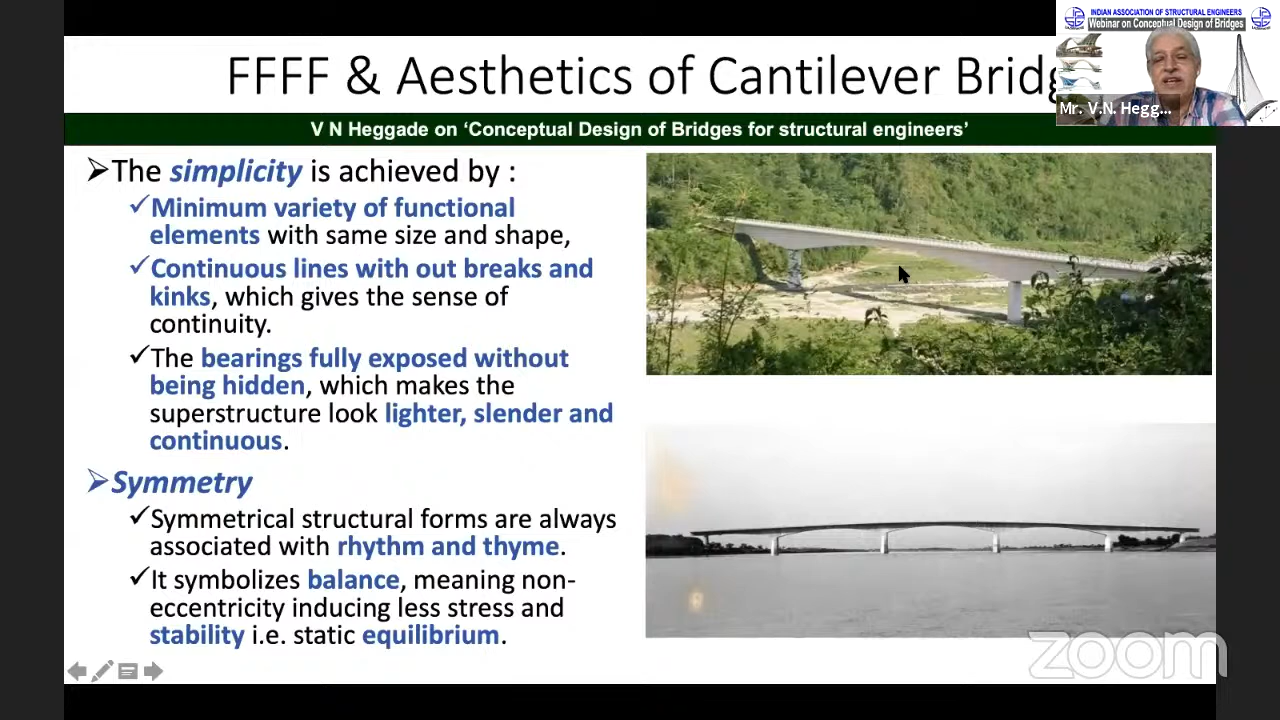 INDIAN ASSOCIATION OF STRUCTURAL ENGINEERS
Webinar on Conceptual Design of Bridges
Mr. V.N. Hegg...
FFFF & Aesthetics of Cantilever Bridg
V N Heggade on ‘Conceptual Design of Bridges for structural engineers’
The simplicity is achieved by :
Minimum variety of functional
elements with same size and shape,
Continuous lines with out breaks and
kinks, which gives the sense of
continuity.
The bearings fully exposed without
being hidden, which makes the
superstructure look lighter, slender and
continuous.
Symmetry
Symmetrical structural forms are always
associated with rhythm and thyme.
It symbolizes balance, meaning non-
eccentricity inducing less stress and
stability i.e. static equilibrium.
zoom